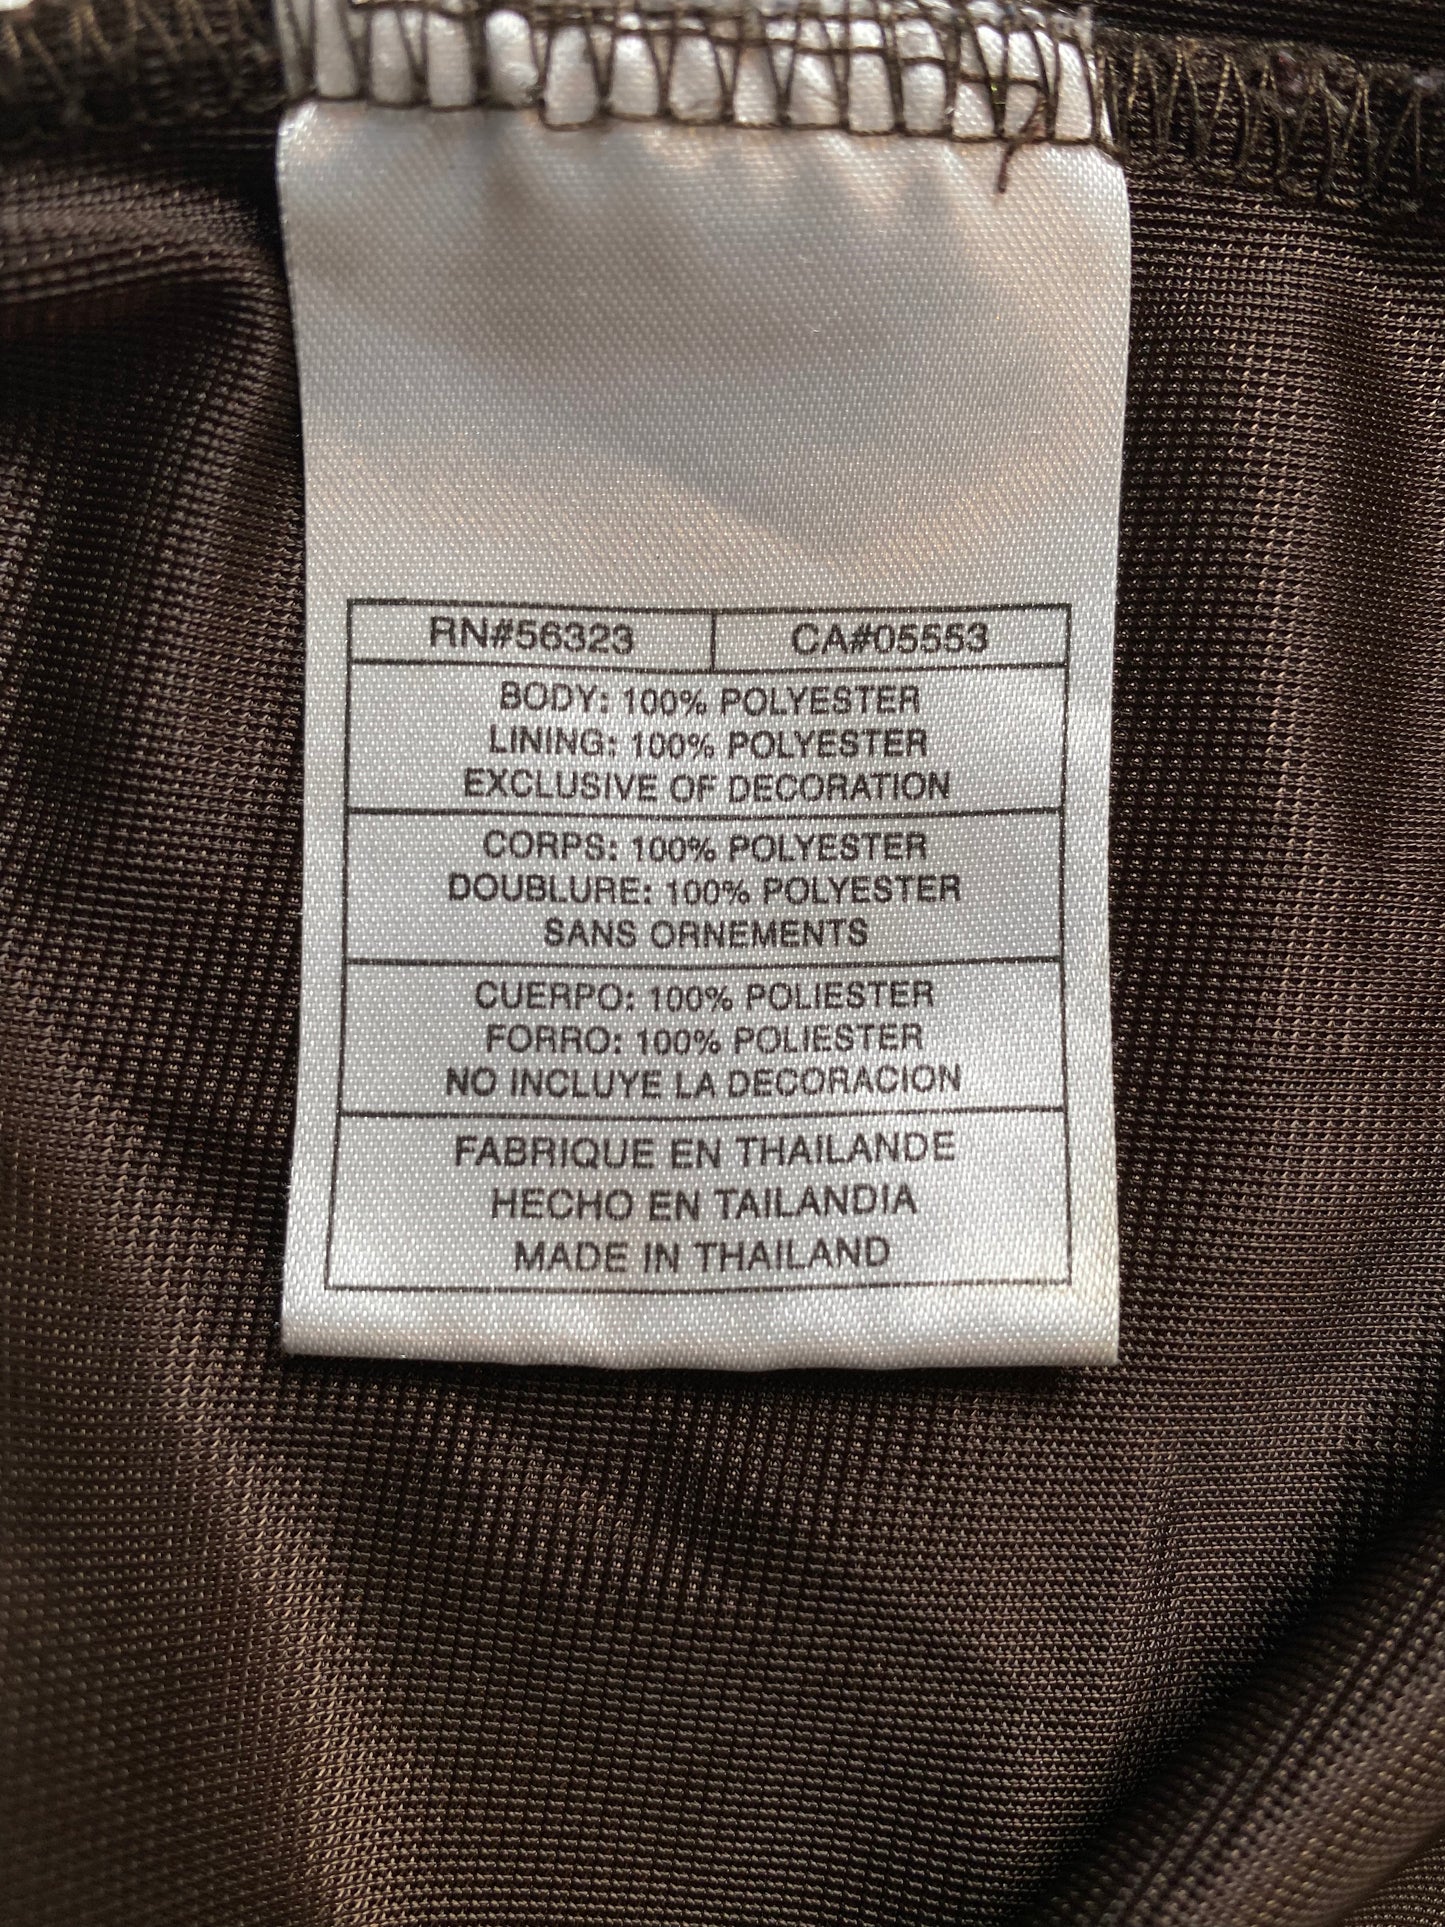 RN#56323 CA#05553
BODY: 100% POLYESTER
LINING: 100% POLYESTER
EXCLUSIVE OF DECORATION
CORPS: 100% POLYESTER
DOUBLURE: 100% POLYESTER
SANS ORNEMENTS
CUERPO: 100% POLIESTER
FORRO: 100% POLIESTER
NO INCLUYE LA DECORACION
FABRIQUE EN THAILANDE
HECHO EN TAILANDIA
MADE IN THAILAND